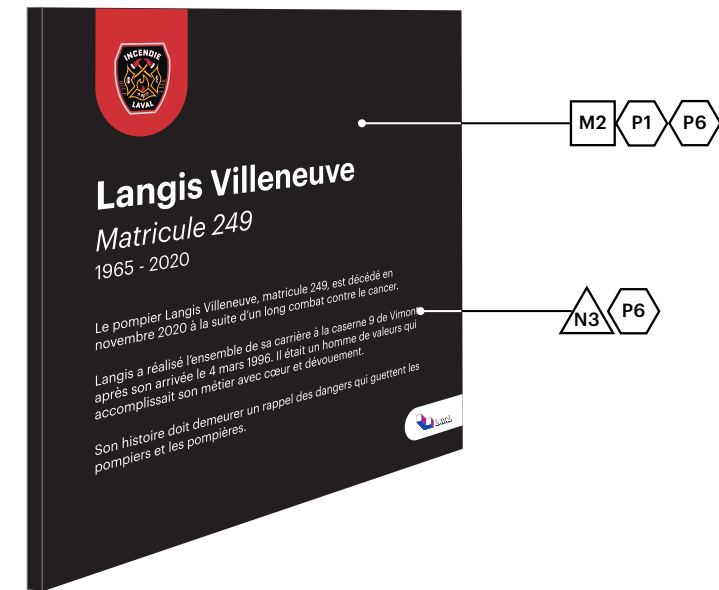 INCENDIE
LAVAL
M2 P1 P6
Langis Villeneuve
Matricule 249
1965 - 2020
Le pompier Langis Villeneuve, matricule 249, est décédé en
novembre 2020 à la suite d'un long combat contre le cancer.
N3 P6
Langis a réalisé l'ensemble de sa carrière à la caserne 9 de Vimont
après son arrivée le 4 mars 1996. Il était un homme de valeurs qui
accomplissait son métier avec cœur et dévouement.
Son histoire doit demeurer un rappel des dangers qui guettent les
pompiers et les pompières.
LAVAL